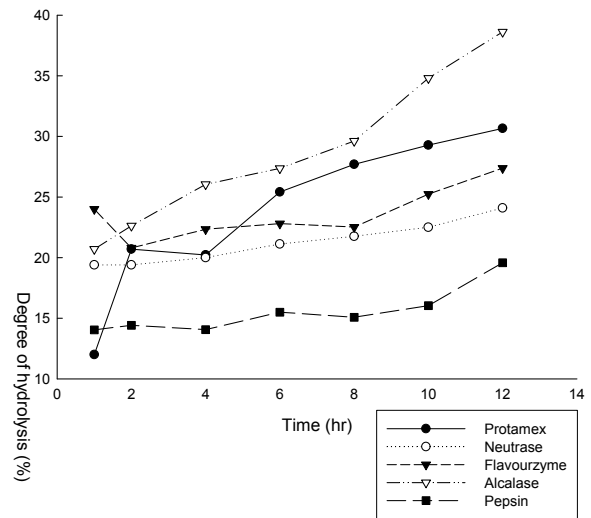 40
35
30
25
20
15
10
0 2 4 6 8 10 12 14
Degree of hydrolysis (%)
Time (hr)
Protamex
Neutrase
Flavourzyme
Alcalase
Pepsin